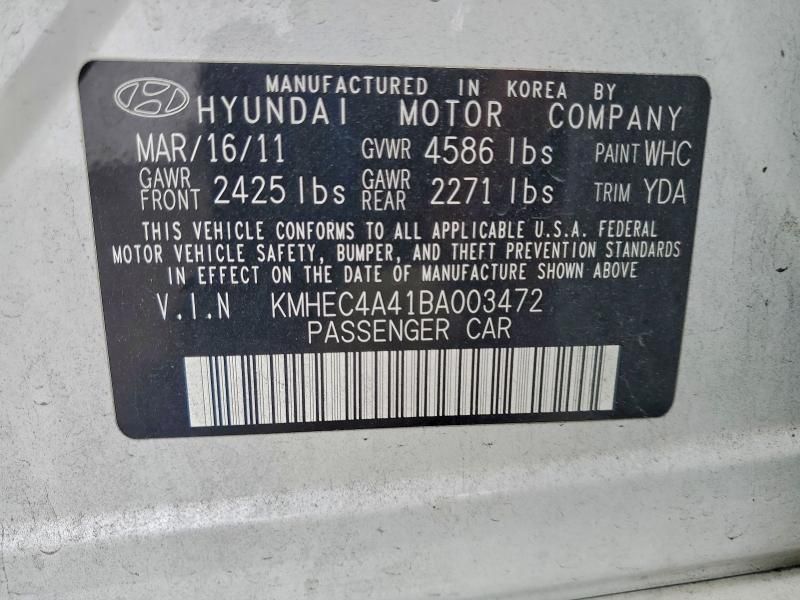 MANUFACTURED IN KOREA BY
HYUNDAI MOTOR COMPANY
MAR/16/11 GVWR 4586 lbs PAINT WHC
GAWR FRONT 2425 lbs GAWR REAR 2271 lbs TRIM YDA
THIS VEHICLE CONFORMS TO ALL APPLICABLE U.S.A. FEDERAL
MOTOR VEHICLE SAFETY, BUMPER, AND THEFT PREVENTION STANDARDS
IN EFFECT ON THE DATE OF MANUFACTURE SHOWN ABOVE.
V.I.N KMHEC4A41BA003472
PASSENGER CAR